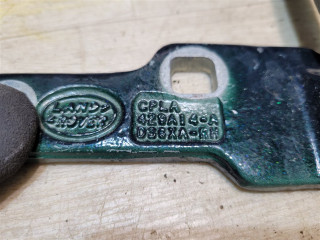 LAND
ROVER
CPLA
429A14-A
D36XA-RH